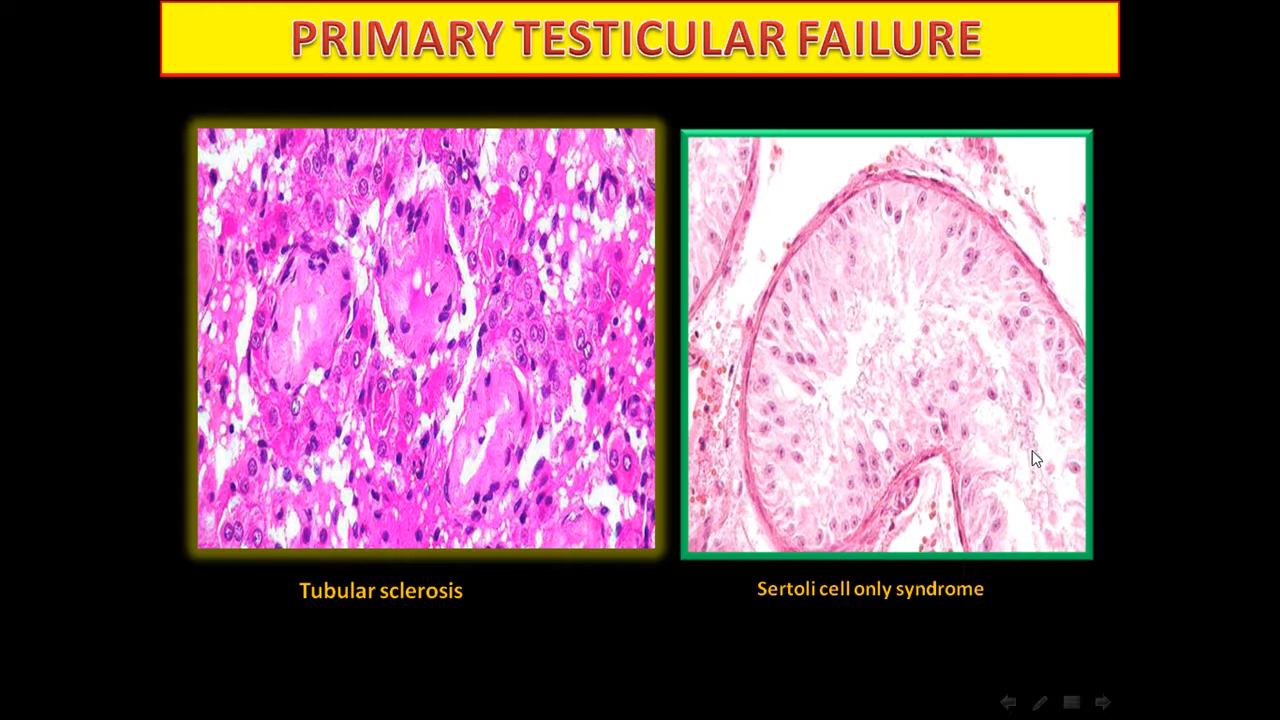 PRIMARY TESTICULAR FAILURE
Tubular sclerosis
Sertoli cell only syndrome